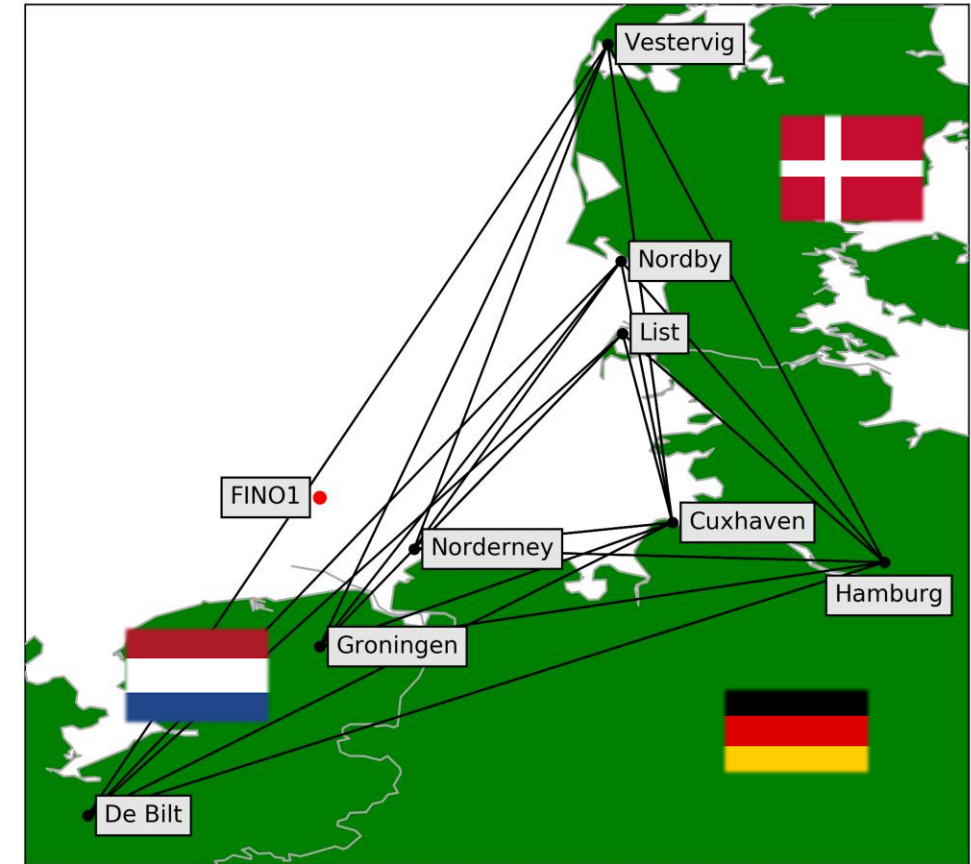 Vestervig
Nordby
List
FINO1
Cuxhaven
Norderney
Hamburg
Groningen
De Bilt